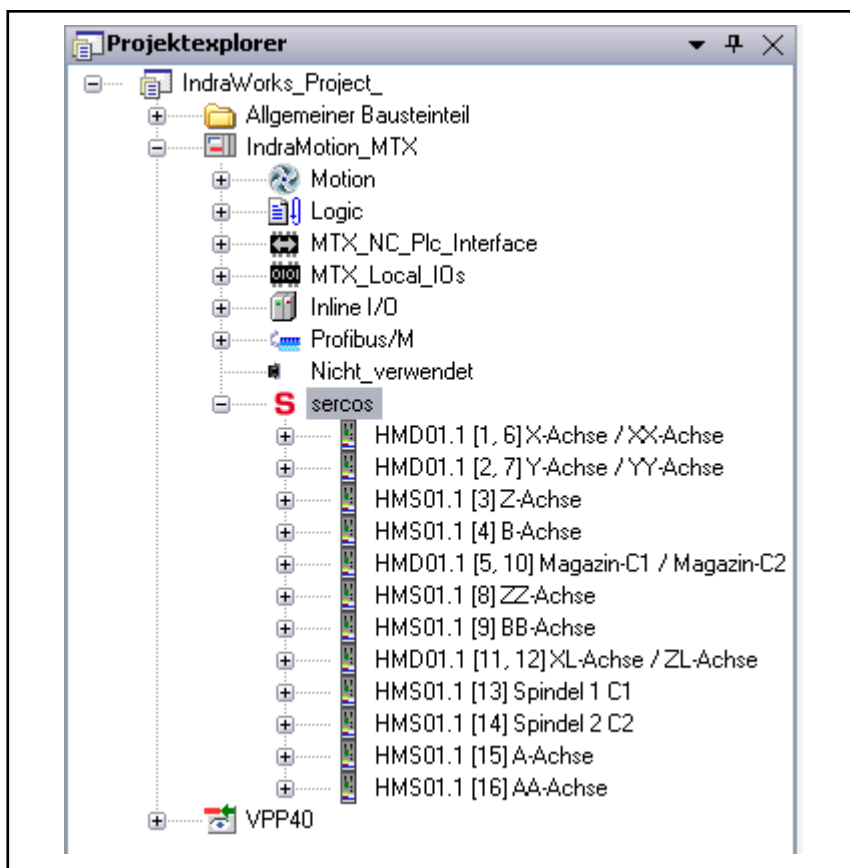 Projektexplorer
IndraWorks_Project_
Allgemeiner Bausteinteil
IndraMotion_MTX
Motion
Logic
MTX_NC_Plc_Interface
MTX_Local_IOs
Inline I/O
Profibus/M
Nicht_verwendet
S sercos
HMD01.1 [1, 6] X-Achse / XX-Achse
HMD01.1 [2, 7] Y-Achse / YY-Achse
HMS01.1 [3] Z-Achse
HMS01.1 [4] B-Achse
HMD01.1 [5, 10] Magazin-C1 / Magazin-C2
HMS01.1 [8] ZZ-Achse
HMS01.1 [9] BB-Achse
HMD01.1 [11, 12] XL-Achse / ZL-Achse
HMS01.1 [13] Spindel 1 C1
HMS01.1 [14] Spindel 2 C2
HMS01.1 [15] A-Achse
HMS01.1 [16] AA-Achse
VPP40